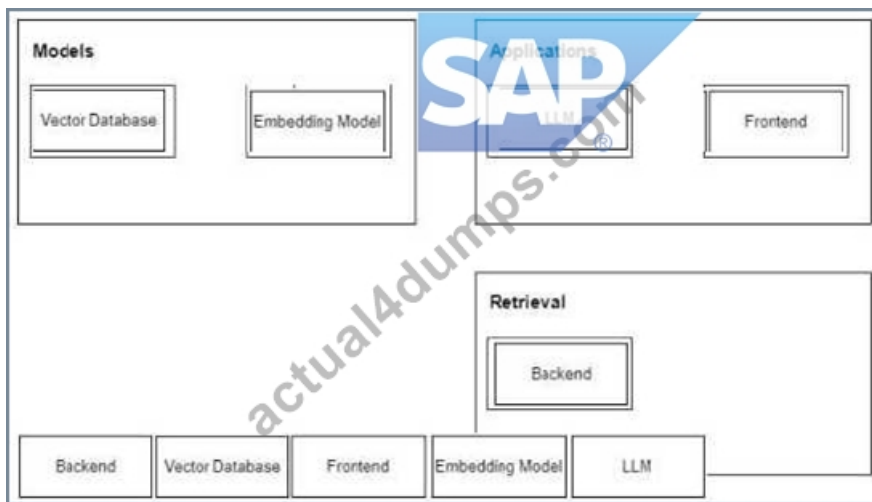 Models
Vector Database
Embedding Model
Applications
LLM
Frontend
SAP
®
actual4dumps.com
Retrieval
Backend
Backend
Vector Database
Frontend
Embedding Model
LLM